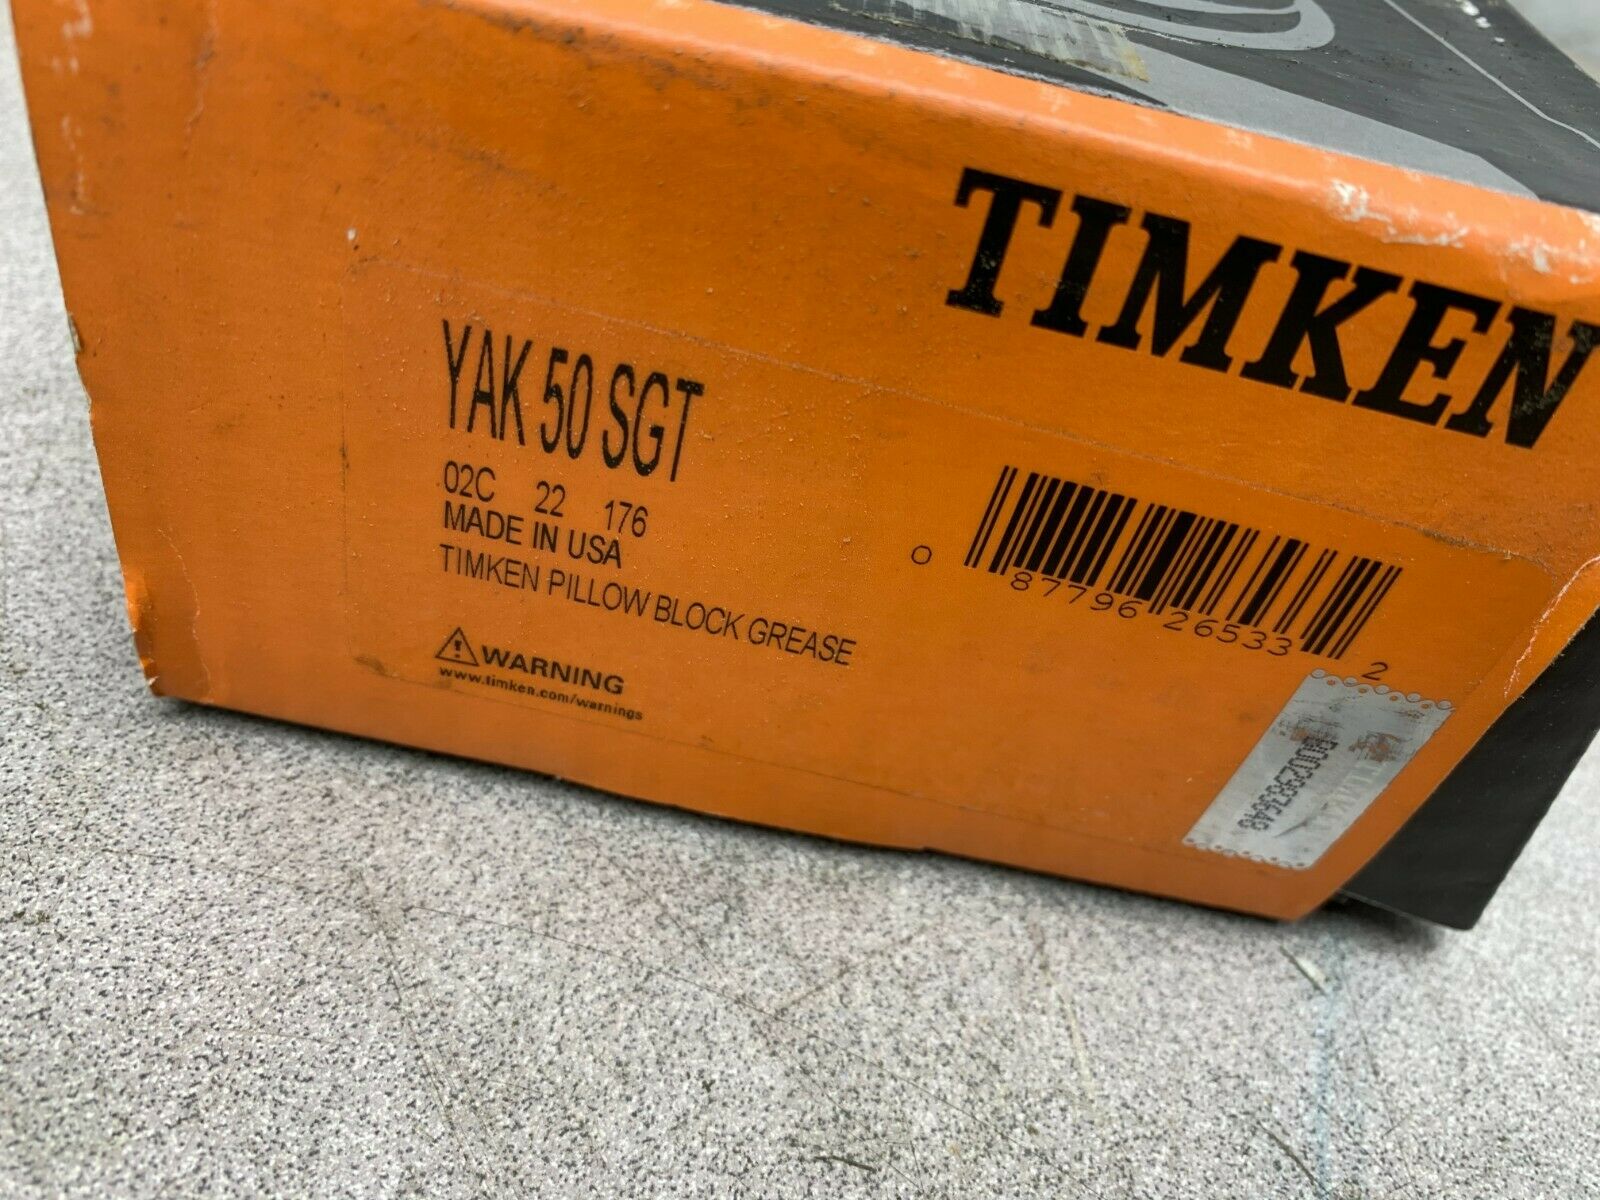 TIMKEN
YAK 50 SGT
02C 22 176
MADE IN USA
TIMKEN PILLOW BLOCK GREASE
WARNING
www.timken.com/warnings
0 87796 26533 2